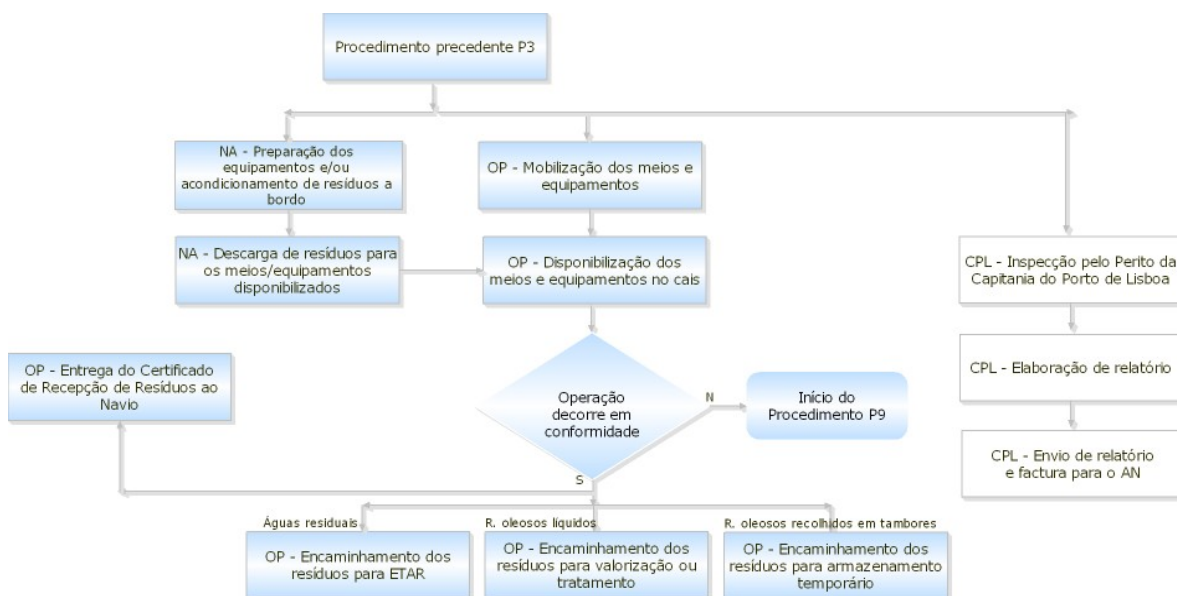 Procedimento precedente P3
NA - Preparação dos
equipamentos e/ou
acondicionamento de resíduos a
bordo
OP - Mobilização dos meios e
equipamentos
NA - Descarga de resíduos para
os meios/equipamentos
disponibilizados
OP - Disponibilização dos
meios e equipamentos no cais
CPL - Inspecção pelo Perito da
Capitania do Porto de Lisboa
OP - Entrega do Certificado
de Recepção de Resíduos ao
Navio
Operação
decorre em
conformidade
N
Início do
Procedimento P9
CPL - Elaboração de relatório
CPL - Envio de relatório
e factura para o AN
S
Águas residuais
R. oleosos líquidos
R. oleosos recolhidos em tambores
OP - Encaminhamento dos
resíduos para ETAR
OP - Encaminhamento dos
resíduos para valorização ou
tratamento
OP - Encaminhamento dos
resíduos para armazenamento
temporário